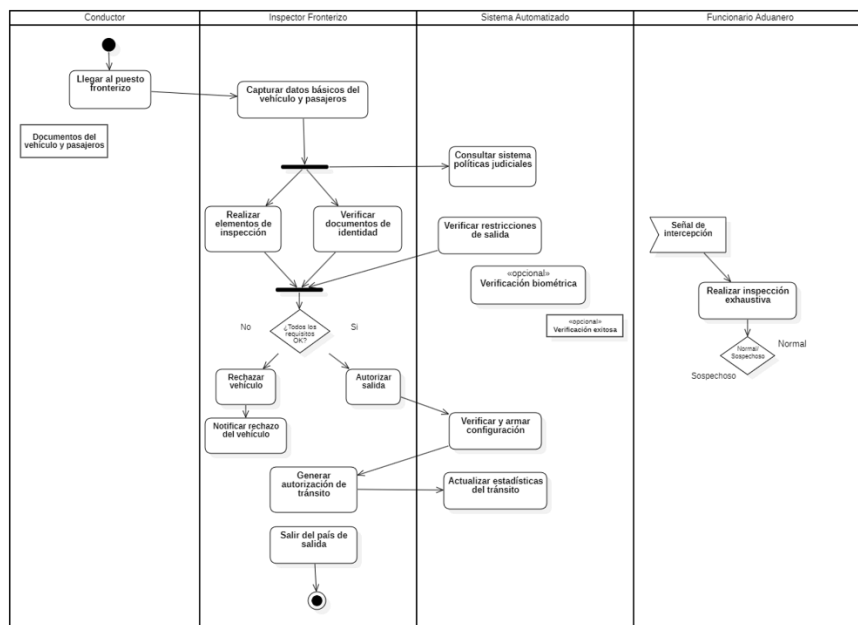 Conductor
Inspector Fronterizo
Sistema Automatizado
Funcionario Aduanero
Llegar al puesto
fronterizo
Capturar datos básicos del
vehículo y pasajeros
Documentos del
vehículo y pasajeros
Consultar sistema
políticas judiciales
Realizar
elementos de
inspección
Verificar
documentos de
identidad
Verificar restricciones
de salida
Señal de
intercepción
«opcional»
Verificación biométrica
Realizar inspección
exhaustiva
«opcional»
Verificación exitosa
No
¿Todos los
requisitos
OK?
Si
Normal/
Sospechoso
Normal
Sospechoso
Rechazar
vehículo
Autorizar
salida
Notificar rechazo
del vehículo
Verificar y armar
configuración
Generar
autorización de
tránsito
Actualizar estadísticas
del tránsito
Salir del país de
salida